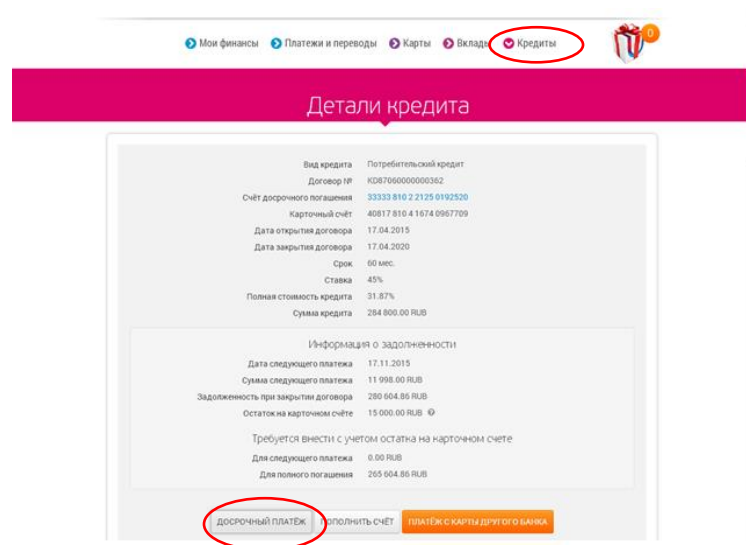 Мои финансы Платежи и переводы Карты Вклады Кредиты 0
Детали кредита
Вид кредита Потребительский кредит
Договор № KD87060000000362
Счёт досрочного погашения 33333 810 2 2125 0192520
Карточный счёт 40817 810 4 1674 0967709
Дата открытия договора 17.04.2015
Дата закрытия договора 17.04.2020
Срок 60 мес.
Ставка 45%
Полная стоимость кредита 31.87%
Сумма кредита 284 800.00 RUB
Информация о задолженности
Дата следующего платежа 17.11.2015
Сумма следующего платежа 11 998.00 RUB
Задолженность при закрытии договора 280 604.86 RUB
Остаток на карточном счёте 15 000.00 RUB
Требуется внести с учетом остатка на карточном счете
Для следующего платежа 0.00 RUB
Для полного погашения 265 604.86 RUB
ДОСРОЧНЫЙ ПЛАТЁЖ ПОПОЛНИТЬ СЧЁТ ПЛАТЁЖ С КАРТЫ ДРУГОГО БАНКА